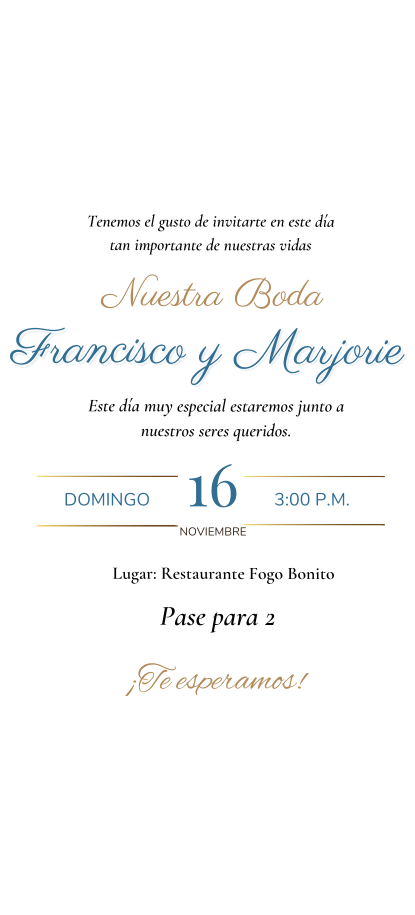 Tenemos el gusto de invitarte en este día
tan importante de nuestras vidas
Nuestra Boda
Francisco y Marjorie
Este día muy especial estaremos junto a
nuestros seres queridos.
DOMINGO 16 3:00 P.M.
NOVIEMBRE
Lugar: Restaurante Fogo Bonito
Pase para 2
¡Te esperamos!